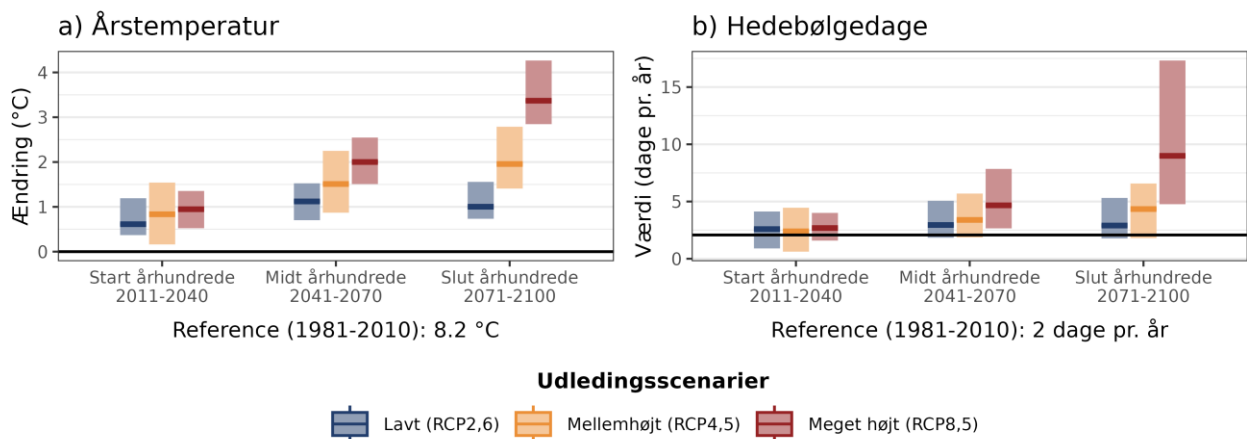 a) Årstemperatur
Ændring (°C)
4
3
2
1
0
Start århundrede
2011-2040
Midt århundrede
2041-2070
Slut århundrede
2071-2100
Reference (1981-2010): 8.2 °C
b) Hedebølgedage
Værdi (dage pr. år)
15
10
5
0
Start århundrede
2011-2040
Midt århundrede
2041-2070
Slut århundrede
2071-2100
Reference (1981-2010): 2 dage pr. år
Udledingsscenarier
Lavt (RCP2,6)
Mellemhøjt (RCP4,5)
Meget højt (RCP8,5)